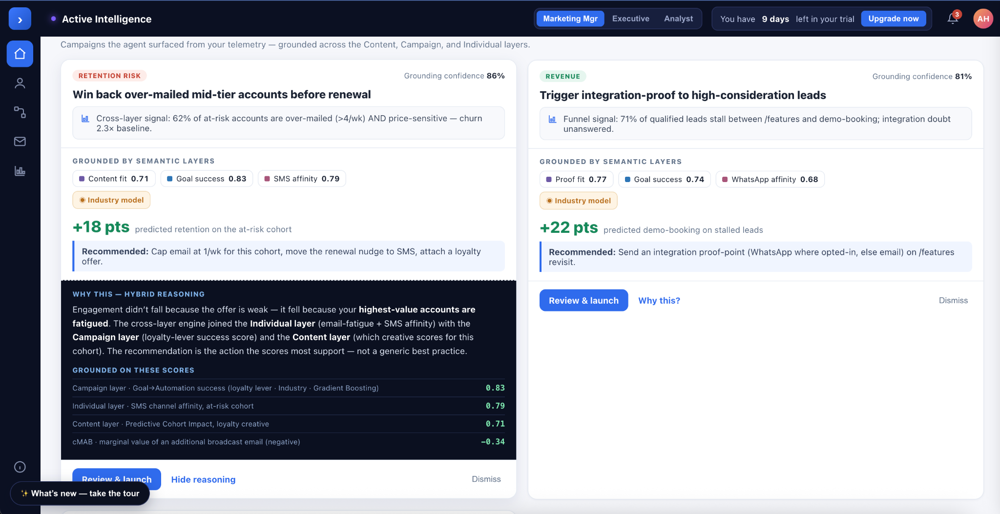 Active Intelligence
Marketing Mgr
Executive
Analyst
You have 9 days left in your trial
Upgrade now
3
AH
Campaigns the agent surfaced from your telemetry — grounded across the Content, Campaign, and Individual layers.
RETENTION RISK
Grounding confidence 86%
Win back over-mailed mid-tier accounts before renewal
Cross-layer signal: 62% of at-risk accounts are over-mailed (>4/wk) AND price-sensitive — churn
2.3× baseline.
GROUNDED BY SEMANTIC LAYERS
Content fit 0.71
Goal success 0.83
SMS affinity 0.79
Industry model
+18 pts predicted retention on the at-risk cohort
Recommended: Cap email at 1/wk for this cohort, move the renewal nudge to SMS, attach a loyalty
offer.
WHY THIS — HYBRID REASONING
Engagement didn’t fall because the offer is weak — it fell because your highest-value accounts are
fatigued. The cross-layer engine joined the Individual layer (email-fatigue + SMS affinity) with the
Campaign layer (loyalty-lever success score) and the Content layer (which creative scores for this
cohort). The recommendation is the action the scores most support — not a generic best practice.
GROUNDED ON THESE SCORES
Campaign layer · Goal→Automation success (loyalty lever · Industry · Gradient Boosting) 0.83
Individual layer · SMS channel affinity, at-risk cohort 0.79
Content layer · Predictive Cohort Impact, loyalty creative 0.71
cMAB · marginal value of an additional broadcast email (negative) −0.34
Review & launch
Hide reasoning
Dismiss
REVENUE
Grounding confidence 81%
Trigger integration-proof to high-consideration leads
Funnel signal: 71% of qualified leads stall between /features and demo-booking; integration doubt
unanswered.
GROUNDED BY SEMANTIC LAYERS
Proof fit 0.77
Goal success 0.74
WhatsApp affinity 0.68
Industry model
+22 pts predicted demo-booking on stalled leads
Recommended: Send an integration proof-point (WhatsApp where opted-in, else email) on /features
revisit.
Review & launch
Why this?
Dismiss
✨ What’s new — take the tour